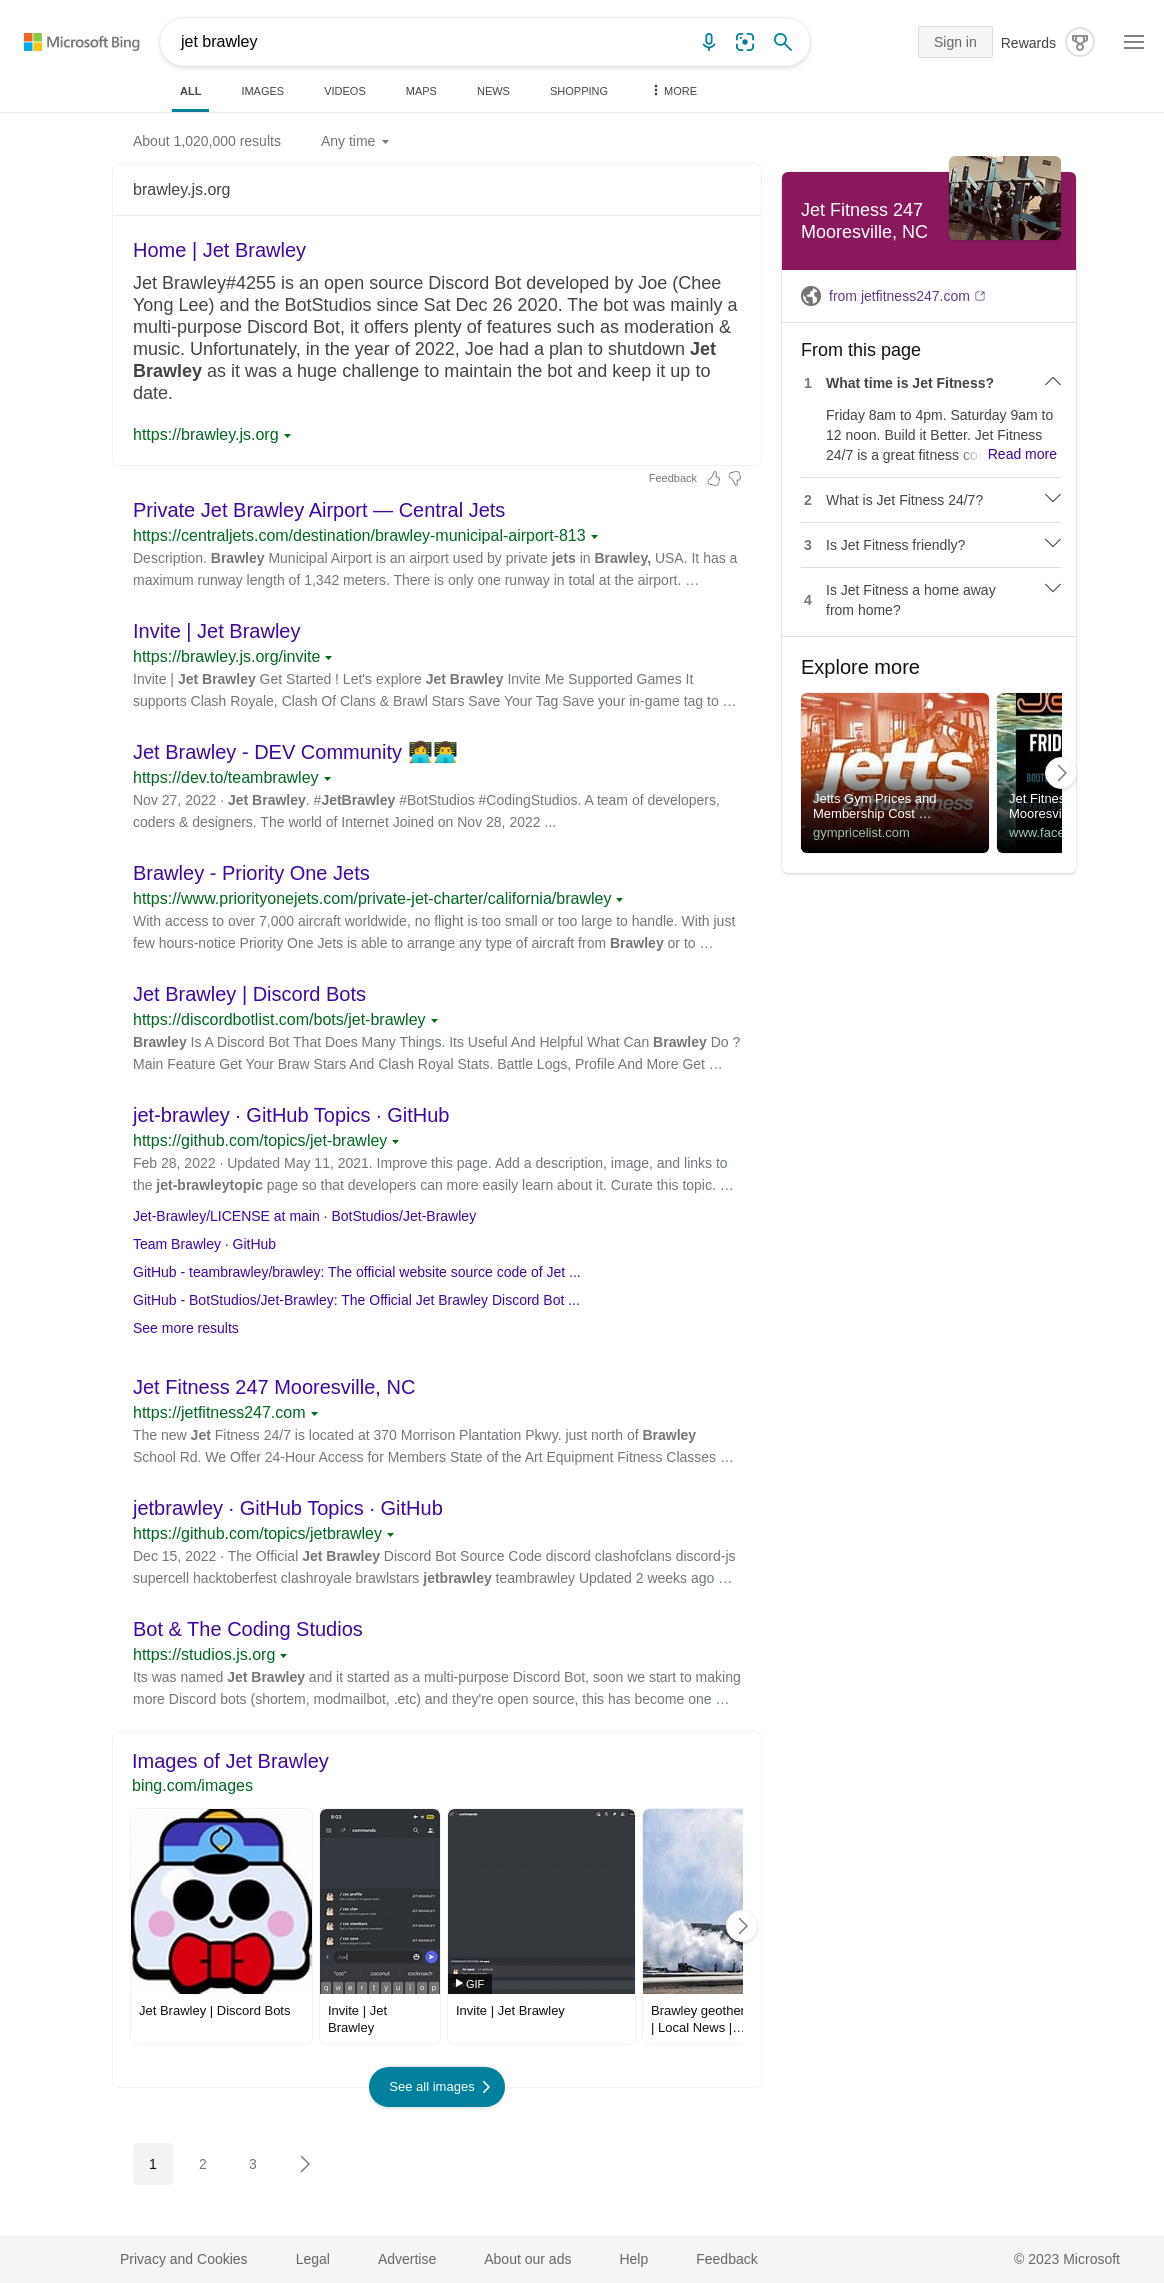 Microsoft Bing
jet brawley
Sign in
Rewards
ALL
IMAGES
VIDEOS
MAPS
NEWS
SHOPPING
MORE
About 1,020,000 results
Any time
brawley.js.org
Home | Jet Brawley
Jet Brawley#4255 is an open source Discord Bot developed by Joe (Chee
Yong Lee) and the BotStudios since Sat Dec 26 2020. The bot was mainly a
multi-purpose Discord Bot, it offers plenty of features such as moderation &
music. Unfortunately, in the year of 2022, Joe had a plan to shutdown Jet
Brawley as it was a huge challenge to maintain the bot and keep it up to
date.
https://brawley.js.org
Feedback
Private Jet Brawley Airport — Central Jets
https://centraljets.com/destination/brawley-municipal-airport-813
Description. Brawley Municipal Airport is an airport used by private jets in Brawley, USA. It has a
maximum runway length of 1,342 meters. There is only one runway in total at the airport. …
Invite | Jet Brawley
https://brawley.js.org/invite
Invite | Jet Brawley Get Started ! Let's explore Jet Brawley Invite Me Supported Games It
supports Clash Royale, Clash Of Clans & Brawl Stars Save Your Tag Save your in-game tag to …
Jet Brawley - DEV Community 👩‍💻👨‍💻
https://dev.to/teambrawley
Nov 27, 2022 · Jet Brawley. #JetBrawley #BotStudios #CodingStudios. A team of developers,
coders & designers. The world of Internet Joined on Nov 28, 2022 ...
Brawley - Priority One Jets
https://www.priorityonejets.com/private-jet-charter/california/brawley
With access to over 7,000 aircraft worldwide, no flight is too small or too large to handle. With just
few hours-notice Priority One Jets is able to arrange any type of aircraft from Brawley or to …
Jet Brawley | Discord Bots
https://discordbotlist.com/bots/jet-brawley
Brawley Is A Discord Bot That Does Many Things. Its Useful And Helpful What Can Brawley Do ?
Main Feature Get Your Braw Stars And Clash Royal Stats. Battle Logs, Profile And More Get …
jet-brawley · GitHub Topics · GitHub
https://github.com/topics/jet-brawley
Feb 28, 2022 · Updated May 11, 2021. Improve this page. Add a description, image, and links to
the jet-brawleytopic page so that developers can more easily learn about it. Curate this topic. …
Jet-Brawley/LICENSE at main · BotStudios/Jet-Brawley
Team Brawley · GitHub
GitHub - teambrawley/brawley: The official website source code of Jet ...
GitHub - BotStudios/Jet-Brawley: The Official Jet Brawley Discord Bot ...
See more results
Jet Fitness 247 Mooresville, NC
https://jetfitness247.com
The new Jet Fitness 24/7 is located at 370 Morrison Plantation Pkwy. just north of Brawley
School Rd. We Offer 24-Hour Access for Members State of the Art Equipment Fitness Classes …
jetbrawley · GitHub Topics · GitHub
https://github.com/topics/jetbrawley
Dec 15, 2022 · The Official Jet Brawley Discord Bot Source Code discord clashofclans discord-js
supercell hacktoberfest clashroyale brawlstars jetbrawley teambrawley Updated 2 weeks ago …
Bot & The Coding Studios
https://studios.js.org
Its was named Jet Brawley and it started as a multi-purpose Discord Bot, soon we start to making
more Discord bots (shortem, modmailbot, .etc) and they're open source, this has become one …
Images of Jet Brawley
bing.com/images
9:03
commands
/ coc profile
JET BRAWLEY
/ coc clan
JET BRAWLEY
/ coc members
JET BRAWLEY
/ coc save
JET BRAWLEY
/coc
"coc"
coconut
cockroach
q w e r t y u i o p
commands
GIF
Jet Brawley | Discord Bots
Invite | Jet
Brawley
Invite | Jet Brawley
Brawley geother
| Local News |…
See all images
1
2
3
Jet Fitness 247
Mooresville, NC
from jetfitness247.com
From this page
1
What time is Jet Fitness?
Friday 8am to 4pm. Saturday 9am to
12 noon. Build it Better. Jet Fitness
24/7 is a great fitness co
Read more
2
What is Jet Fitness 24/7?
3
Is Jet Fitness friendly?
4
Is Jet Fitness a home away
from home?
Explore more
jetts
24 hour fitness
Jetts Gym Prices and
Membership Cost …
gympricelist.com
FRID
Jet Fitnes
Mooresvi
www.face
Privacy and Cookies
Legal
Advertise
About our ads
Help
Feedback
© 2023 Microsoft